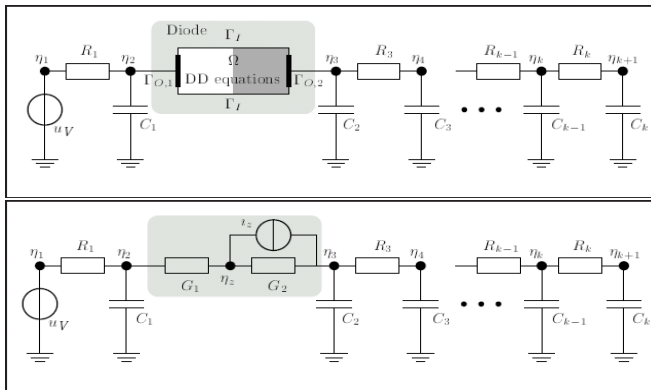 Diode Γ_I
η_1 R_1 η_2 Ω η_3 R_3 η_4 R_{k-1} η_k R_k η_{k+1}
Γ_{O,1} DD equations Γ_{O,2}
Γ_I
u_V C_1 C_2 C_3 C_{k-1} C_k
ı_z
η_1 R_1 η_2 η_3 R_3 η_4 R_{k-1} η_k R_k η_{k+1}
G_1 η_z G_2
u_V C_1 C_2 C_3 C_{k-1} C_k